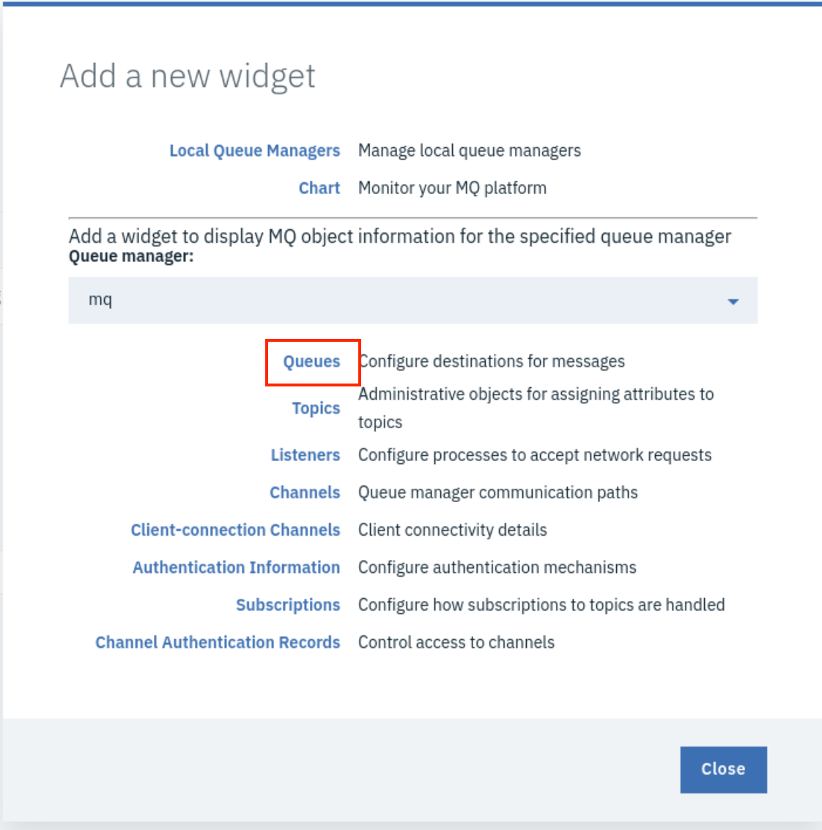 Add a new widget
Local Queue Managers Manage local queue managers
Chart Monitor your MQ platform
Add a widget to display MQ object information for the specified queue manager
Queue manager:
mq
Queues Configure destinations for messages
Topics Administrative objects for assigning attributes to
topics
Listeners Configure processes to accept network requests
Channels Queue manager communication paths
Client-connection Channels Client connectivity details
Authentication Information Configure authentication mechanisms
Subscriptions Configure how subscriptions to topics are handled
Channel Authentication Records Control access to channels
Close